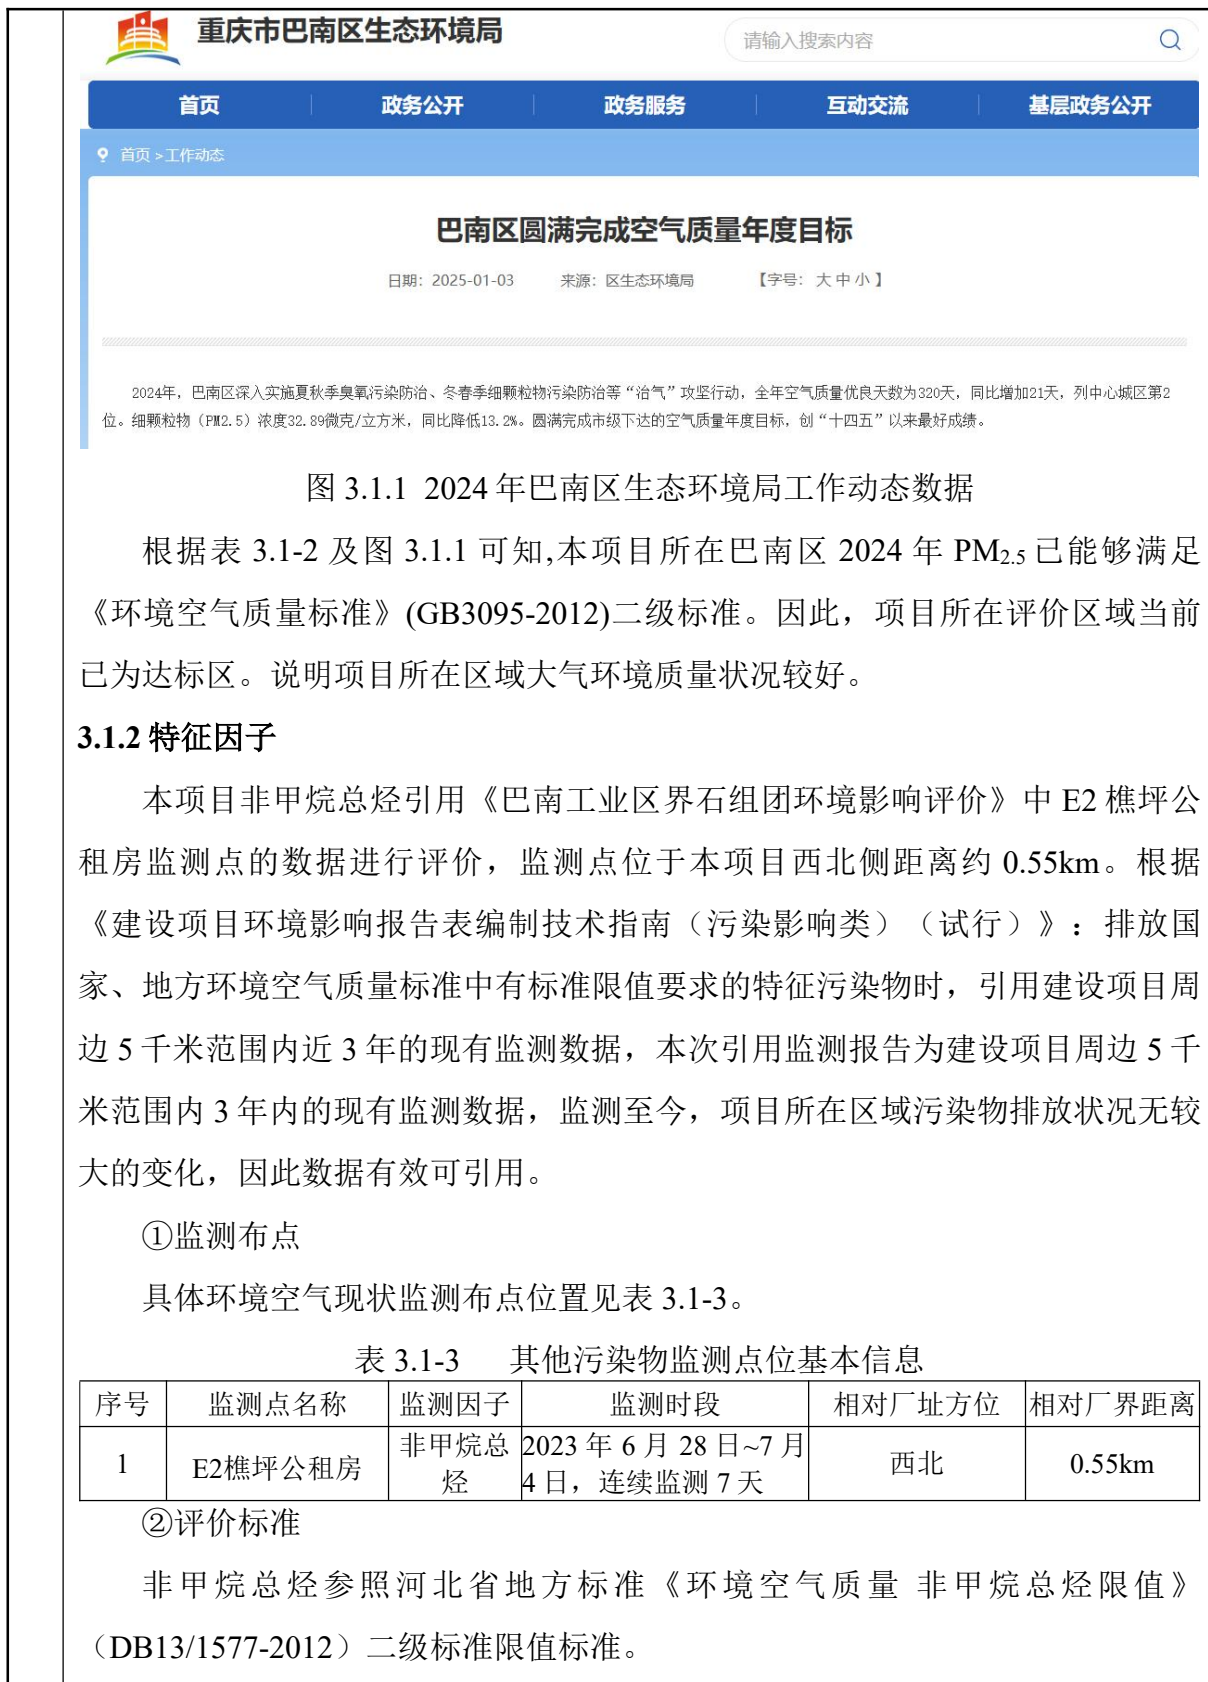 重庆市巴南区生态环境局
请输入搜索内容
首页 政务公开 政务服务 互动交流 基层政务公开
首页 >工作动态
巴南区圆满完成空气质量年度目标
日期：2025-01-03 来源：区生态环境局 【字号： 大 中 小 】
2024年，巴南区深入实施夏秋季臭氧污染防治、冬春季细颗粒物污染防治等“治气”攻坚行动，全年空气质量优良天数为320天，同比增加21天，列中心城区第2
位。细颗粒物（PM2.5）浓度32.89微克/立方米，同比降低13.2%。圆满完成市级下达的空气质量年度目标，创“十四五”以来最好成绩。
图 3.1.1 2024 年巴南区生态环境局工作动态数据
根据表 3.1-2 及图 3.1.1 可知,本项目所在巴南区 2024 年 PM2.5 已能够满足
《环境空气质量标准》(GB3095-2012)二级标准。因此，项目所在评价区域当前
已为达标区。说明项目所在区域大气环境质量状况较好。
3.1.2 特征因子
本项目非甲烷总烃引用《巴南工业区界石组团环境影响评价》中 E2 樵坪公
租房监测点的数据进行评价，监测点位于本项目西北侧距离约 0.55km。根据
《建设项目环境影响报告表编制技术指南（污染影响类）（试行）》：排放国
家、地方环境空气质量标准中有标准限值要求的特征污染物时，引用建设项目周
边 5 千米范围内近 3 年的现有监测数据，本次引用监测报告为建设项目周边 5 千
米范围内 3 年内的现有监测数据，监测至今，项目所在区域污染物排放状况无较
大的变化，因此数据有效可引用。
①监测布点
具体环境空气现状监测布点位置见表 3.1-3。
表 3.1-3 其他污染物监测点位基本信息
序号 监测点名称 监测因子 监测时段 相对厂址方位 相对厂界距离
1 E2樵坪公租房 非甲烷总烃 2023 年 6 月 28 日~7 月 4 日，连续监测 7 天 西北 0.55km
②评价标准
非甲烷总烃参照河北省地方标准《环境空气质量 非甲烷总烃限值》
（DB13/1577-2012）二级标准限值标准。